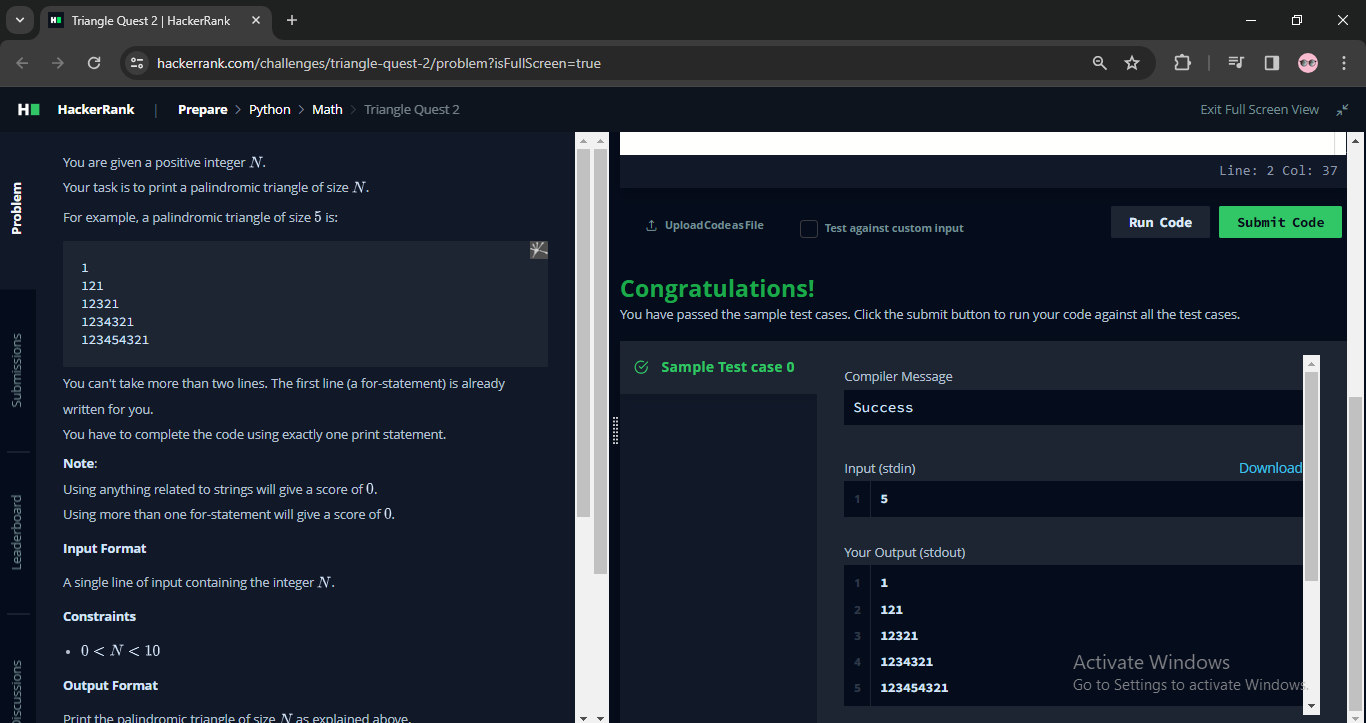 Triangle Quest 2 | HackerRank
hackerrank.com/challenges/triangle-quest-2/problem?isFullScreen=true
HackerRank | Prepare > Python > Math > Triangle Quest 2
Exit Full Screen View
Problem
Submissions
Leaderboard
You are given a positive integer N.
Your task is to print a palindromic triangle of size N.
For example, a palindromic triangle of size 5 is:
1
121
12321
1234321
123454321
You can't take more than two lines. The first line (a for-statement) is already
written for you.
You have to complete the code using exactly one print statement.
Note:
Using anything related to strings will give a score of 0.
Using more than one for-statement will give a score of 0.
Input Format
A single line of input containing the integer N.
Constraints
• 0 < N < 10
Output Format
Print the palindromic triangle of size N as explained above.
Line: 2 Col: 37
Upload Code as File
Test against custom input
Run Code
Submit Code
Congratulations!
You have passed the sample test cases. Click the submit button to run your code against all the test cases.
Sample Test case 0
Compiler Message
Success
Input (stdin)
Download
1 5
Your Output (stdout)
1 1
2 121
3 12321
4 1234321
5 123454321
Activate Windows
Go to Settings to activate Windows.